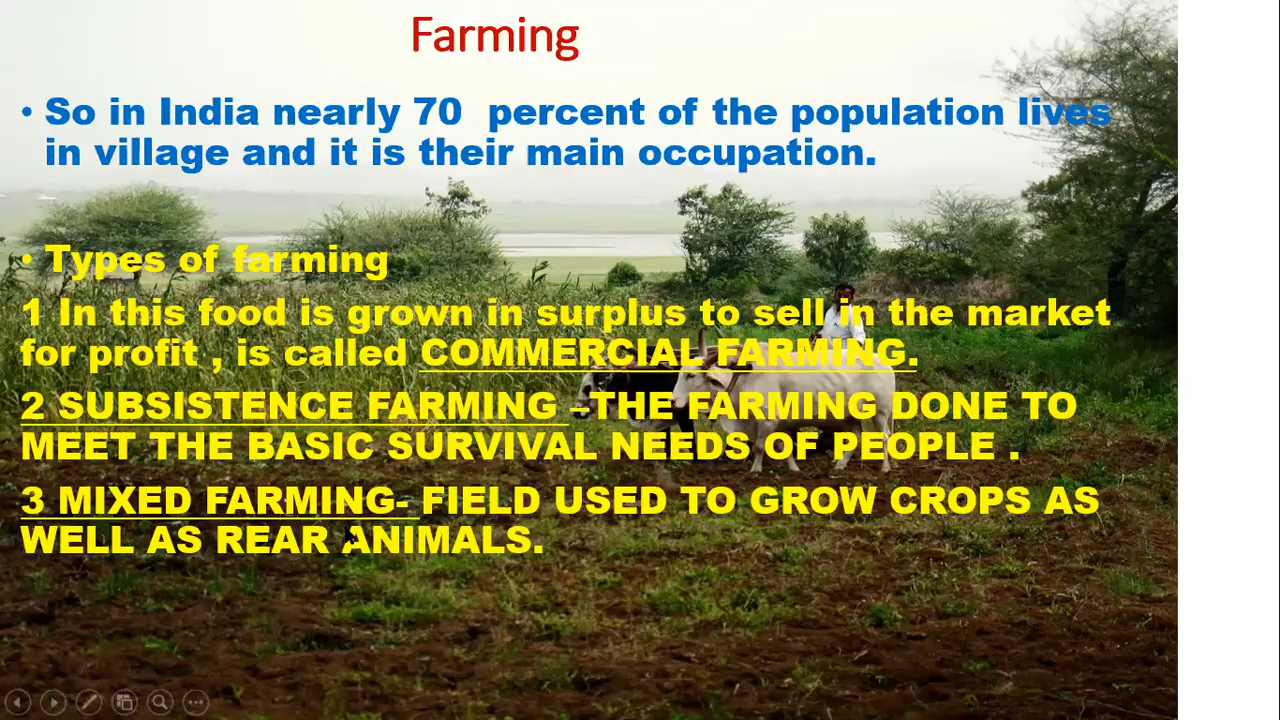 Farming
• So in India nearly 70 percent of the population lives
in village and it is their main occupation.
• Types of farming
1 In this food is grown in surplus to sell in the market
for profit , is called COMMERCIAL FARMING.
2 SUBSISTENCE FARMING –THE FARMING DONE TO
MEET THE BASIC SURVIVAL NEEDS OF PEOPLE .
3 MIXED FARMING- FIELD USED TO GROW CROPS AS
WELL AS REAR ANIMALS.